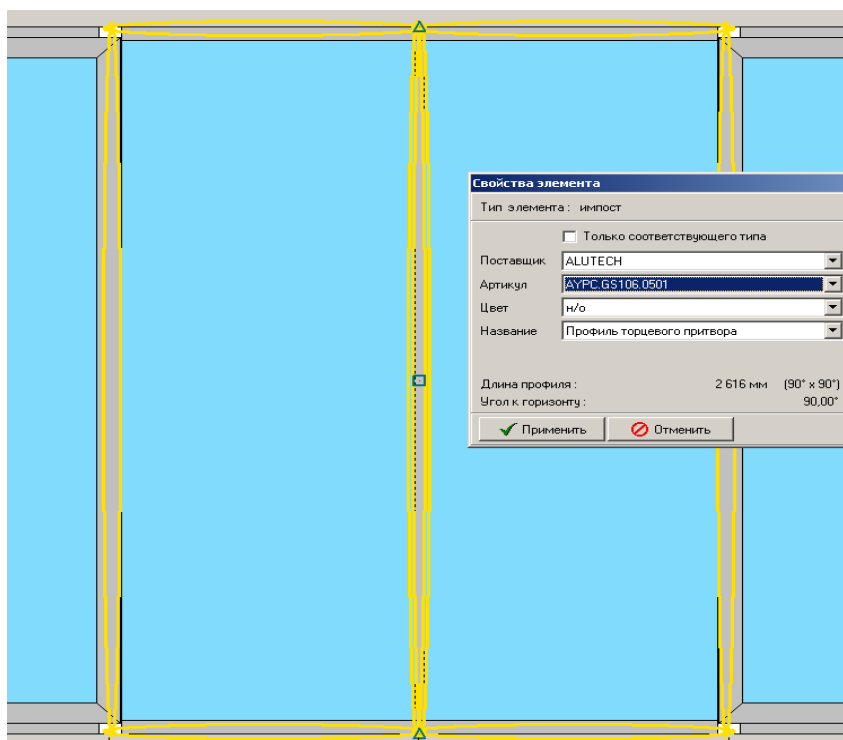 Свойства элемента
Тип элемента : импост
Только соответствующего типа
Поставщик ALUTECH
Артикул AYPC.GS106.0501
Цвет н/о
Название Профиль торцевого притвора
Длина профиля : 2 616 мм (90° x 90°)
Угол к горизонту : 90,00°
Применить Отменить